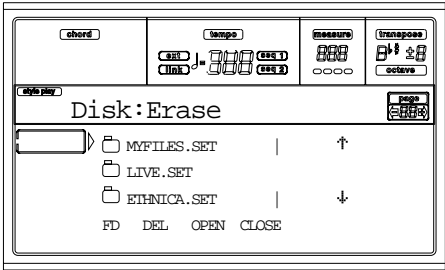 chord
tempo
measure
transpose
ext
seq 1
link
seq 2
octave
style play
page
Disk:Erase
MYFILES.SET
LIVE.SET
ETHNICA.SET
FD DEL OPEN CLOSE